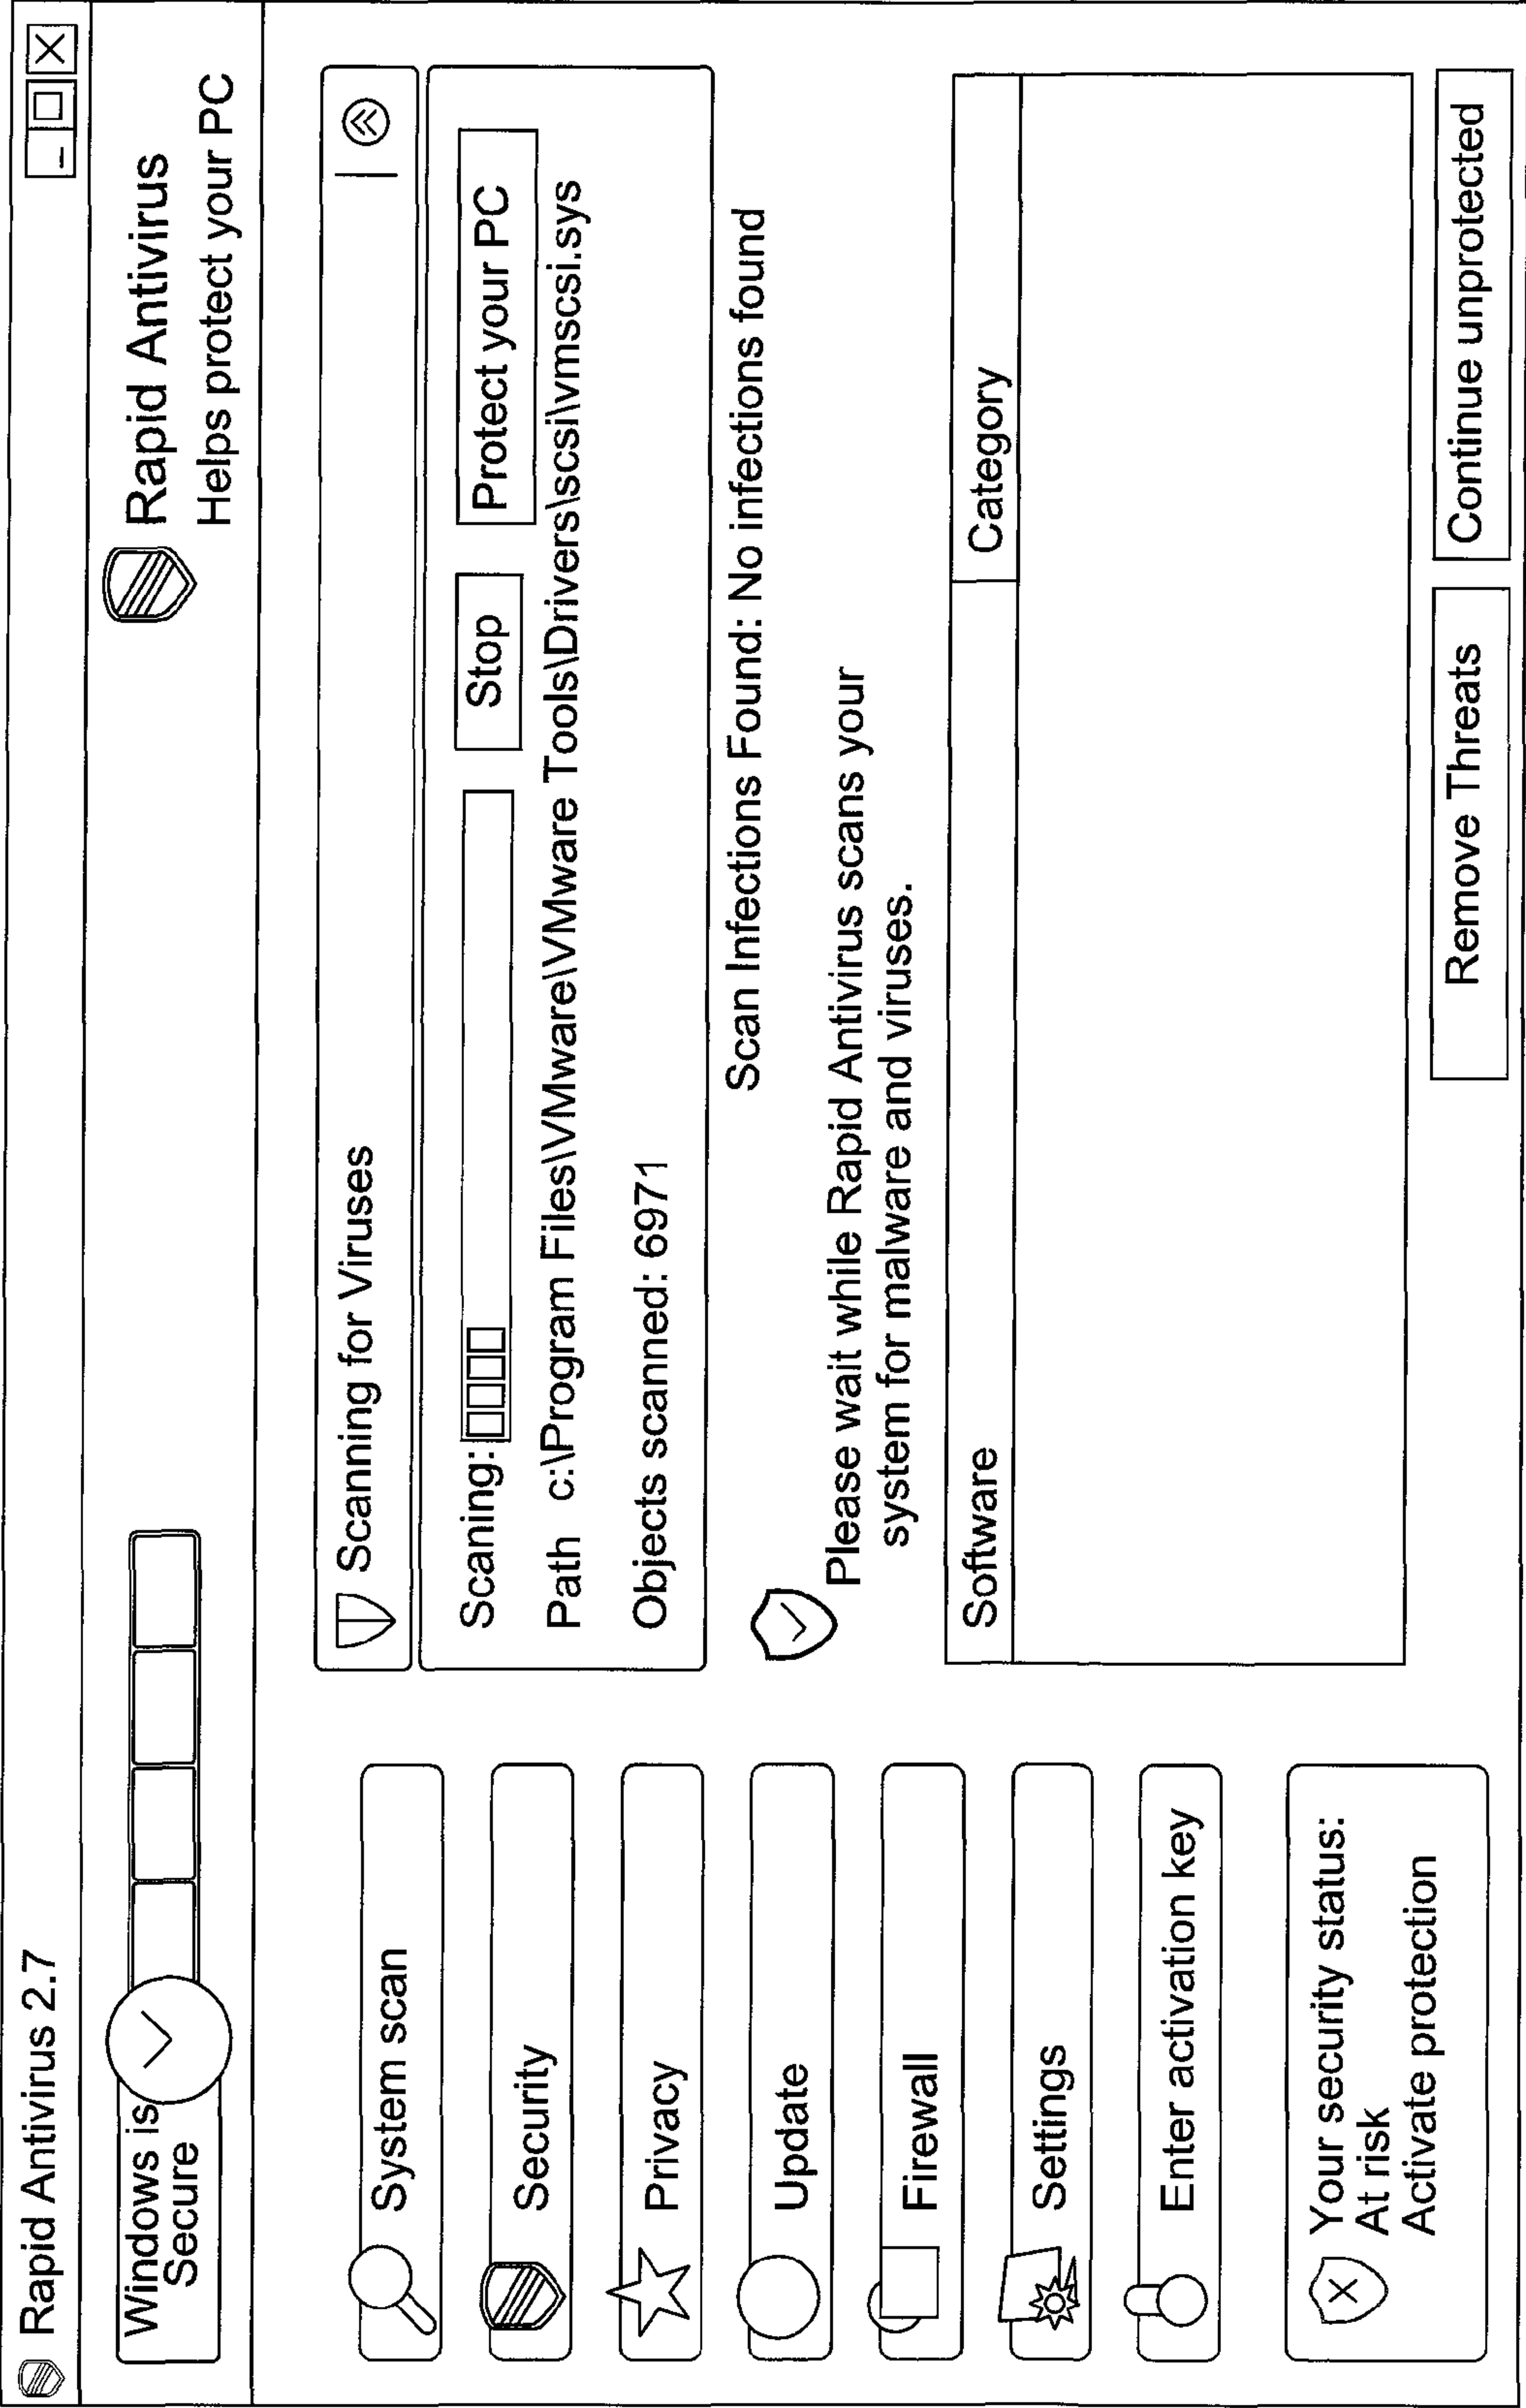 Rapid Antivirus 2.7
Windows is
Secure
Rapid Antivirus
Helps protect your PC
System scan
Security
Privacy
Update
Firewall
Settings
Enter activation key
Your security status:
At risk
Activate protection
Scanning for Viruses
Scaning:
Stop
Protect your PC
Path c:\Program Files\VMware\VMware Tools\Drivers\scsi\vmscsi.sys
Objects scanned: 6971
Scan Infections Found: No infections found
Please wait while Rapid Antivirus scans your
system for malware and viruses.
Software
Category
Remove Threats
Continue unprotected